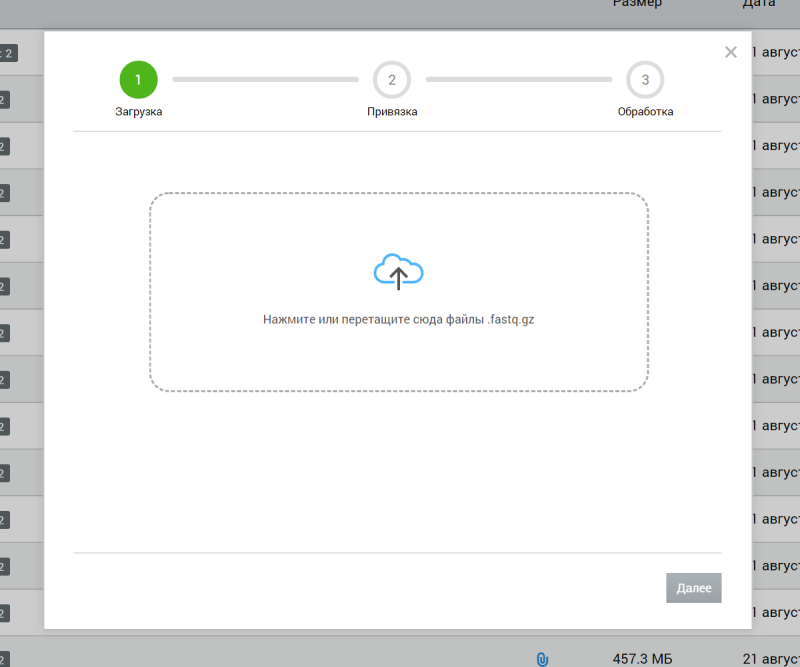 Размер Дата
: 2 1 август
2 1 август
2 1 август
2 1 август
2 1 август
2 1 август
2 1 август
2 1 август
2 1 август
2 1 август
2 1 август
2 1 август
2 1 август
2 457.3 МБ 21 август
1 2 3
Загрузка Привязка Обработка
Нажмите или перетащите сюда файлы .fastq.gz
Далее